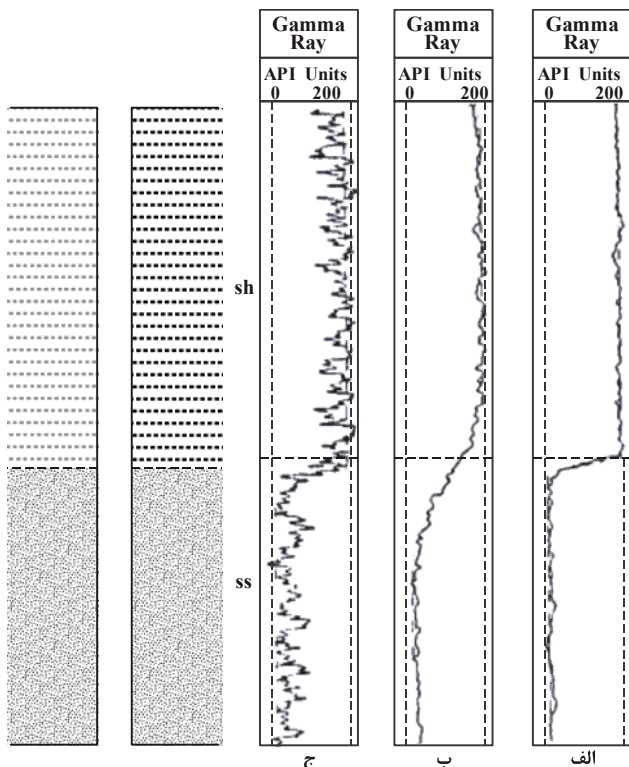 Gamma
Ray
API Units
0 200
Gamma
Ray
API Units
0 200
Gamma
Ray
API Units
0 200
sh
ss
ج
ب
الف